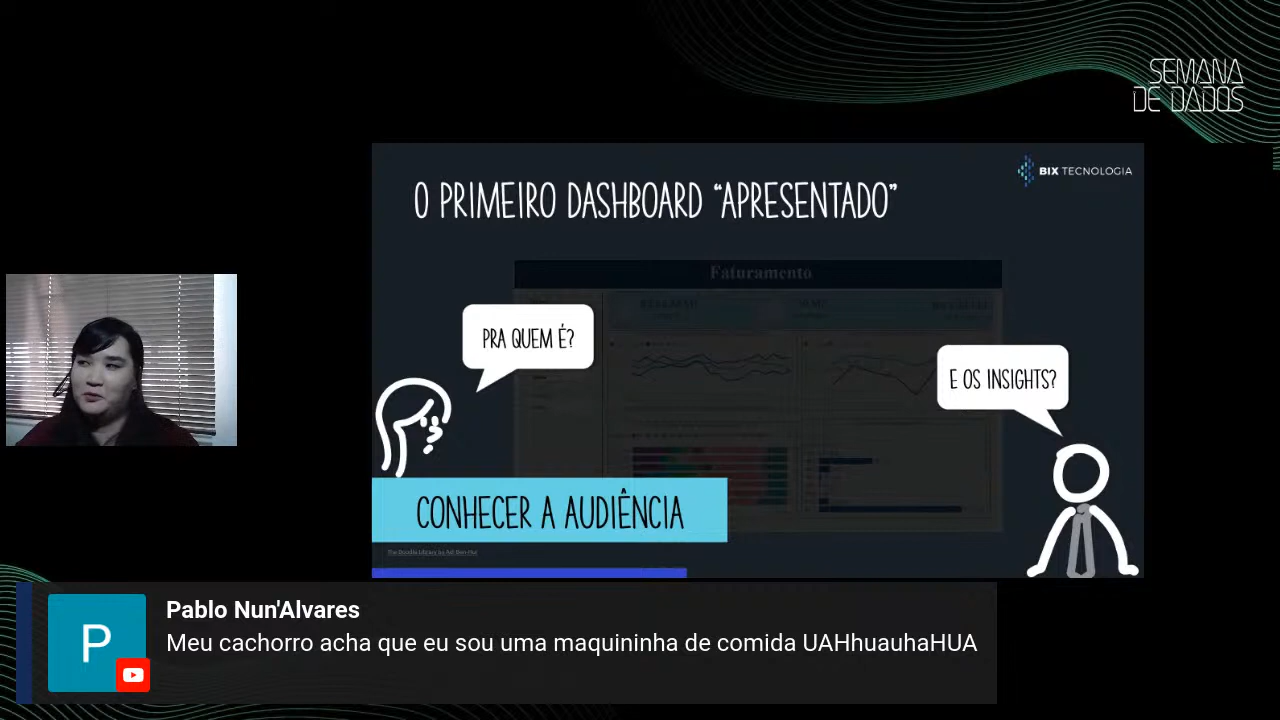 SEMANA
DE DADOS
BIX TECNOLOGIA
O PRIMEIRO DASHBOARD “APRESENTADO”
Faturamento
PRA QUEM É?
E OS INSIGHTS?
CONHECER A AUDIÊNCIA
P
Pablo Nun'Alvares
Meu cachorro acha que eu sou uma maquininha de comida UAHhuauhaHUA